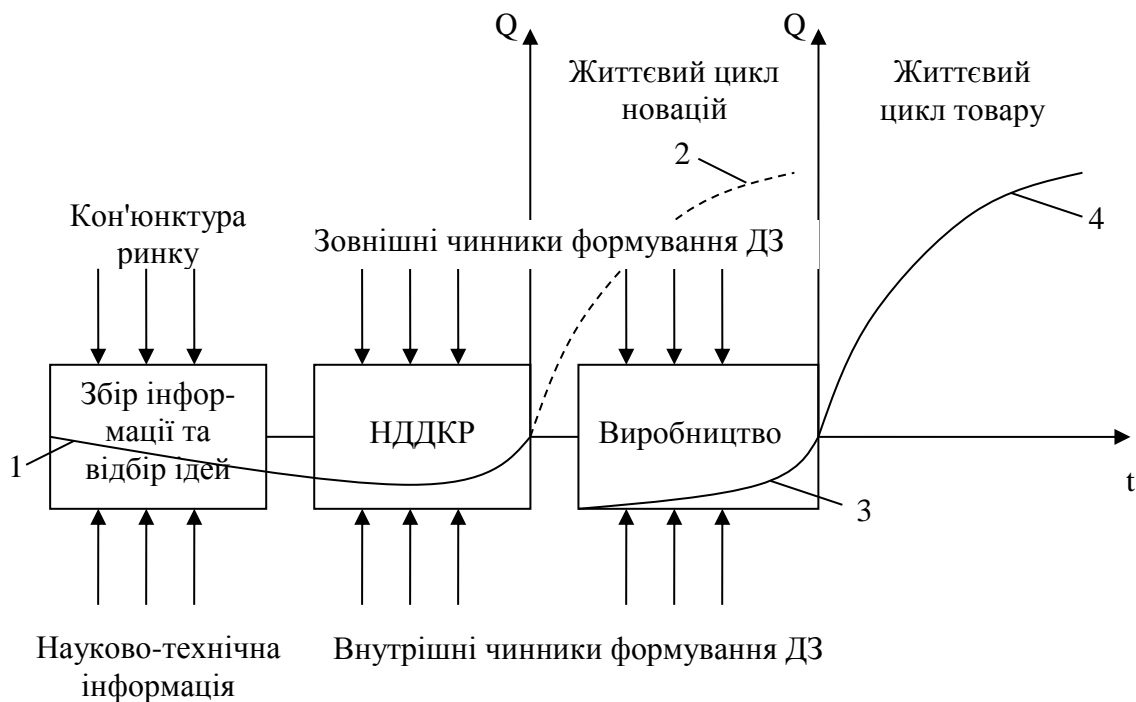 Q
Q
Життєвий цикл
новацій
Життєвий
цикл товару
2
Кон'юнктура
ринку
Зовнішні чинники формування ДЗ
4
Збір інфор-
мації та
відбір ідей
НДДКР
Виробництво
1
t
3
Науково-технічна
інформація
Внутрішні чинники формування ДЗ